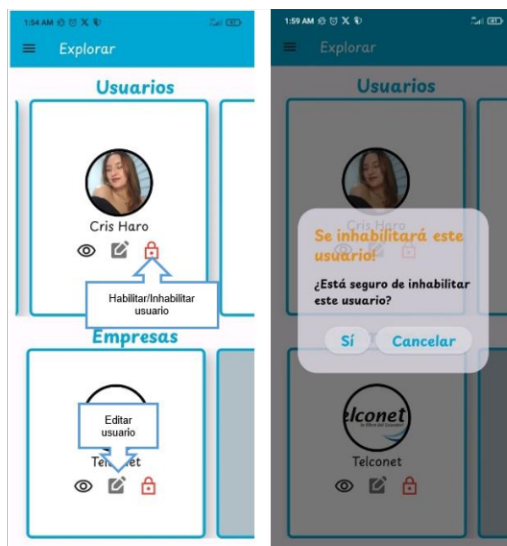 1:54 AM
Explorar
Usuarios
Cris Haro
Habilitar/Inhabilitar
usuario
Empresas
Editar
usuario
Telconet
1:59 AM
Explorar
Usuarios
Cris Haro
Se inhabilitará este
usuario!
¿Está seguro de inhabilitar
este usuario?
Sí
Cancelar
elconet
Telconet